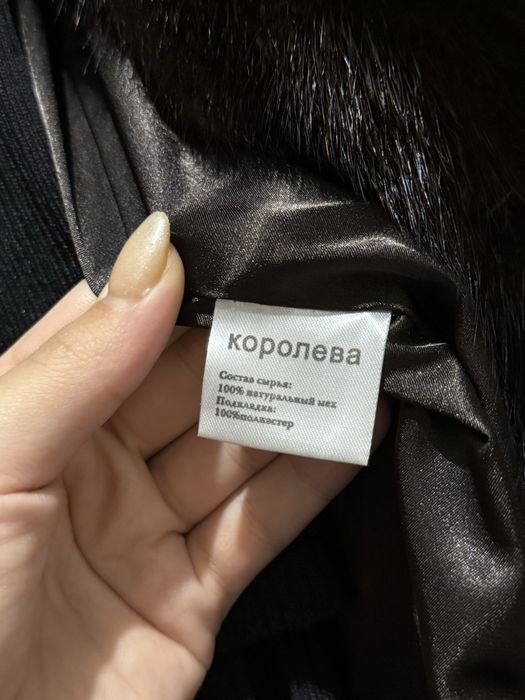 королева
Состав сырья:
100% натуральный мех
Подкладка:
100%полиэстер